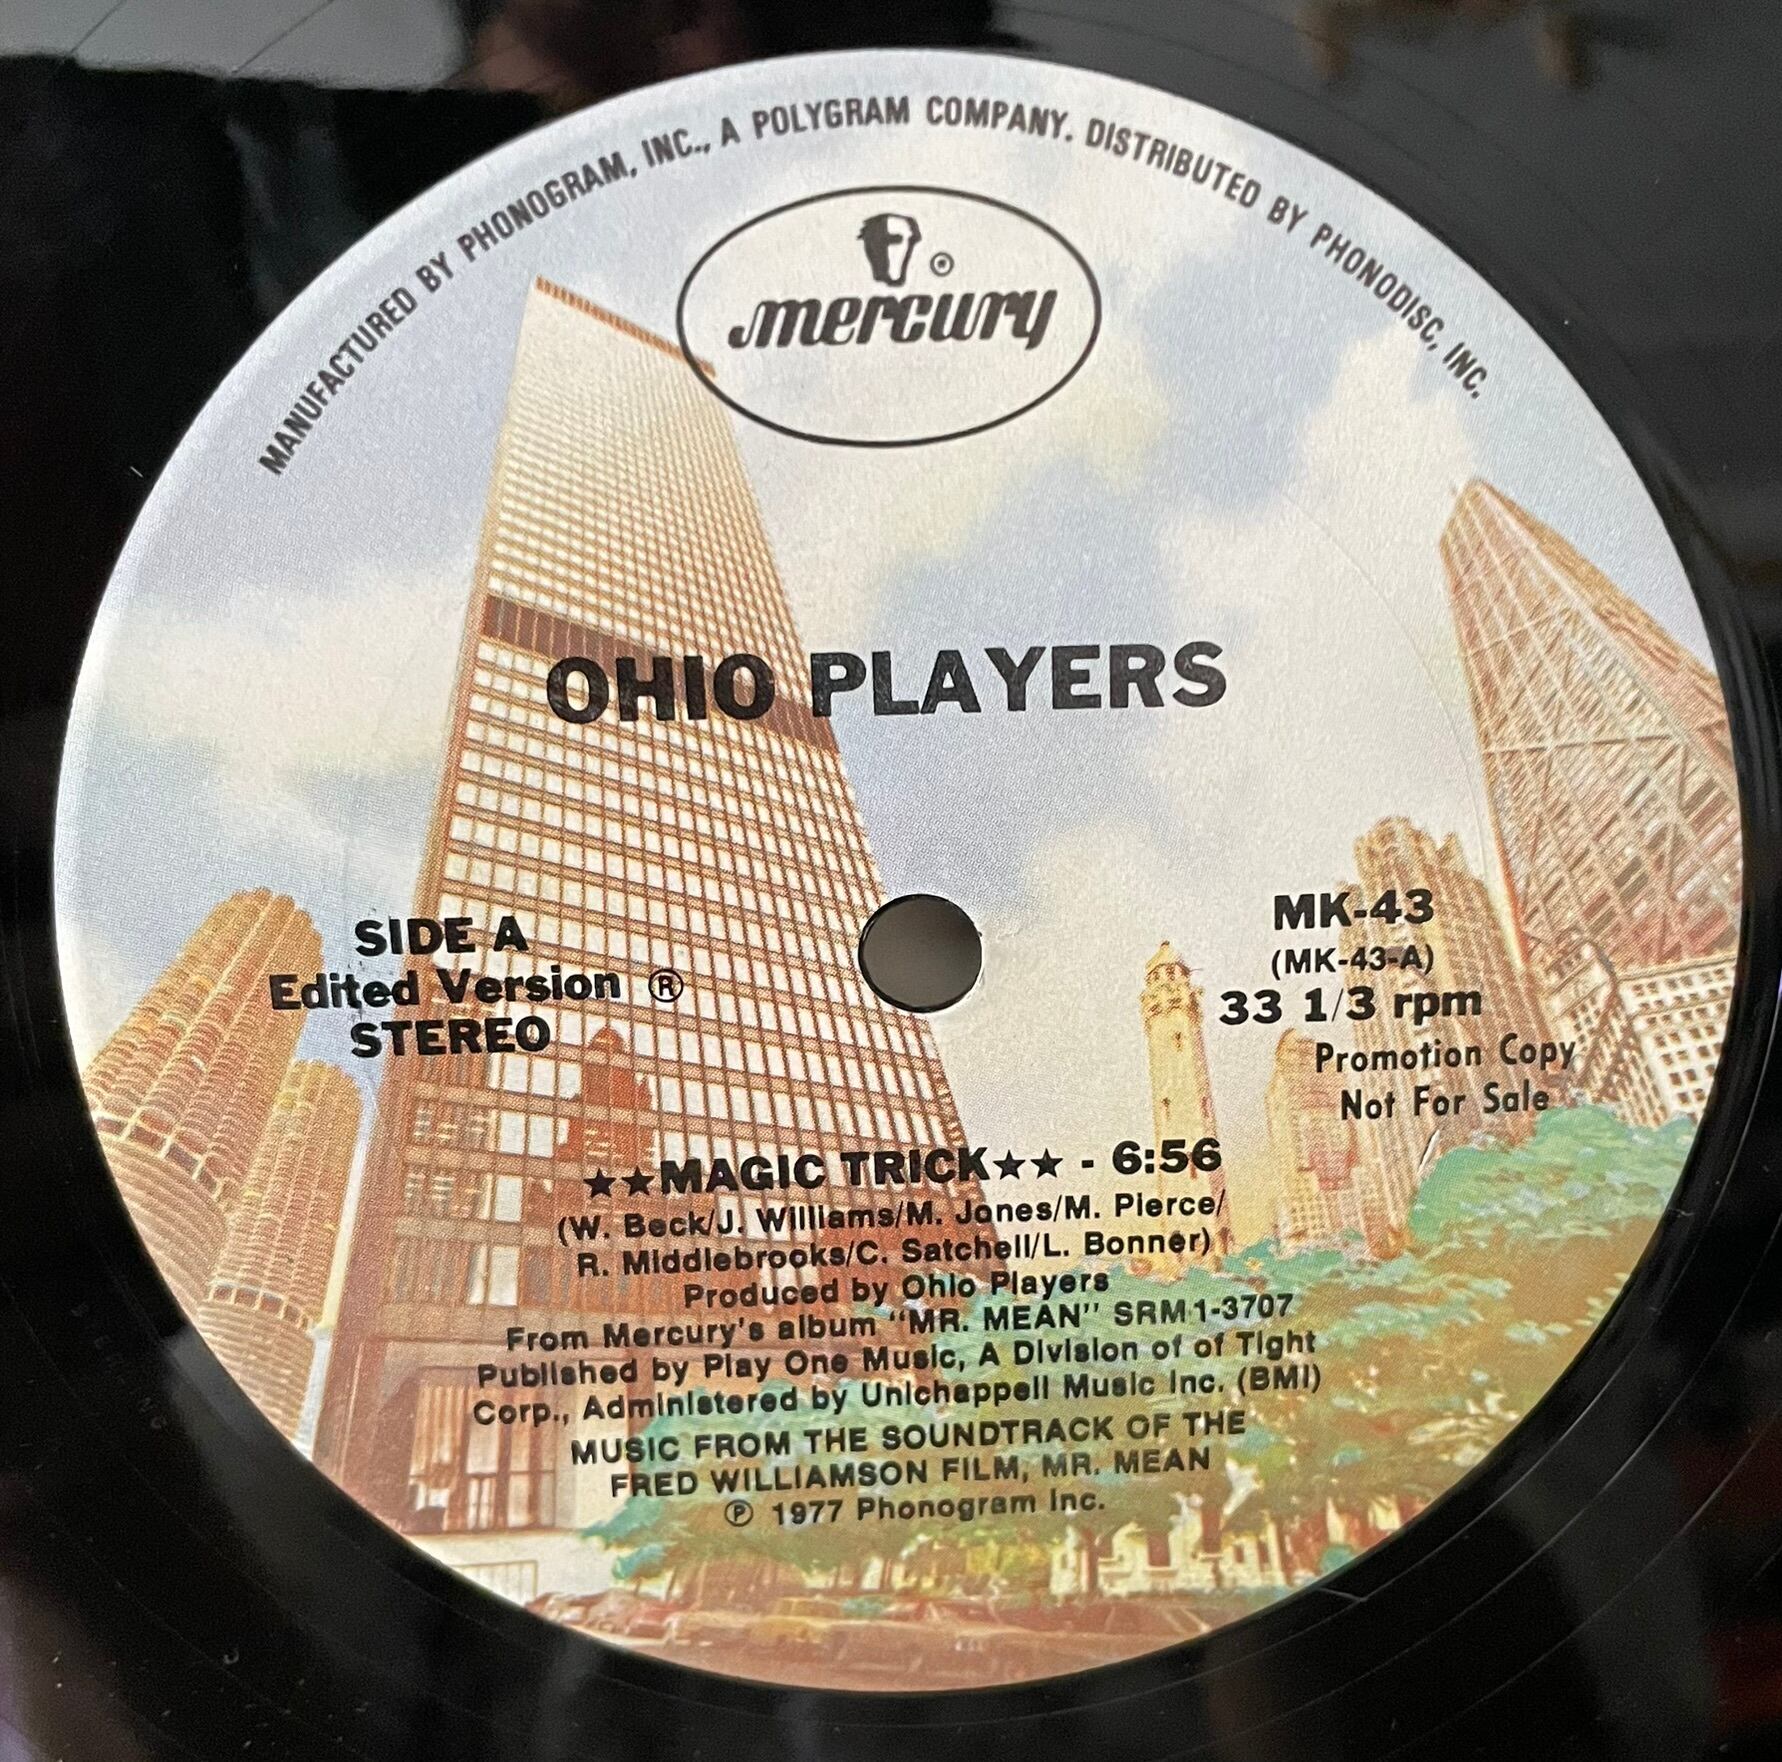 MANUFACTURED BY PHONOGRAM, INC., A POLYGRAM COMPANY. DISTRIBUTED BY PHONODISC, INC.
®
mercury
OHIO PLAYERS
SIDE A
Edited Version ®
STEREO
MK-43
(MK-43-A)
33 1/3 rpm
Promotion Copy
Not For Sale
★★MAGIC TRICK★★ - 6:56
(W. Beck/J. Williams/M. Jones/M. Pierce/
R. Middlebrooks/C. Satchell/L. Bonner)
Produced by Ohio Players
From Mercury's album "MR. MEAN" SRM 1-3707
Published by Play One Music, A Division of of Tight
Corp., Administered by Unichappell Music Inc. (BMI)
MUSIC FROM THE SOUNDTRACK OF THE
FRED WILLIAMSON FILM, MR. MEAN
℗ 1977 Phonogram Inc.